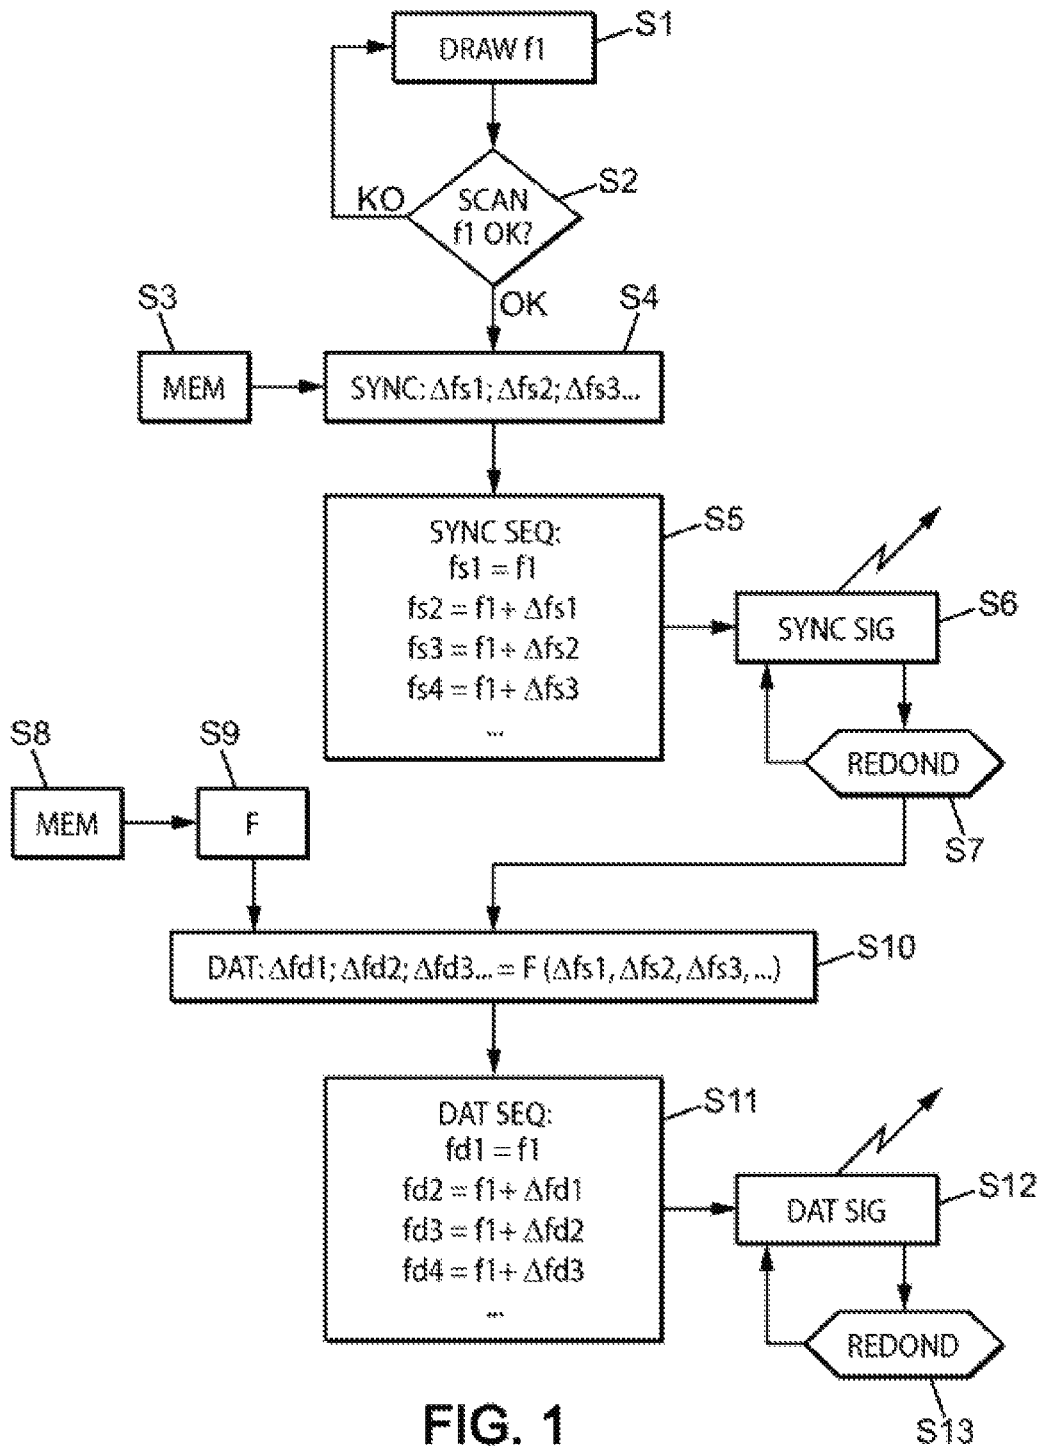 S1
DRAW f1
S2
KO
SCAN
f1 OK?
OK
S3
S4
MEM
SYNC: Δfs1; Δfs2; Δfs3...
S5
SYNC SEQ:
fs1 = f1
fs2 = f1 + Δfs1
fs3 = f1 + Δfs2
fs4 = f1 + Δfs3
...
S6
SYNC SIG
REDOND
S7
S8
S9
MEM
F
S10
DAT: Δfd1; Δfd2; Δfd3... = F (Δfs1, Δfs2, Δfs3, ...)
S11
DAT SEQ:
fd1 = f1
fd2 = f1 + Δfd1
fd3 = f1 + Δfd2
fd4 = f1 + Δfd3
...
S12
DAT SIG
REDOND
S13
FIG. 1